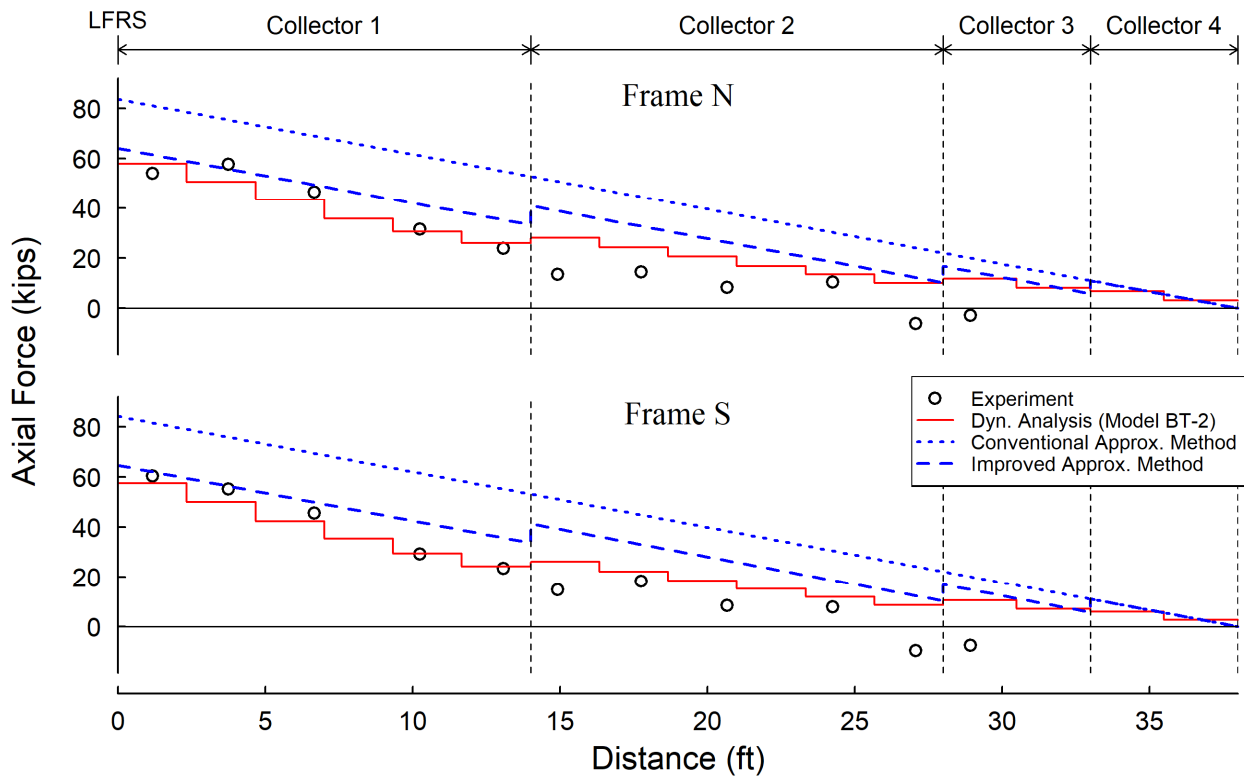 LFRS
Collector 1
Collector 2
Collector 3
Collector 4
Frame N
80
60
40
20
0
Axial Force (kips)
Frame S
80
60
40
20
0
Experiment
Dyn. Analysis (Model BT-2)
Conventional Approx. Method
Improved Approx. Method
0 5 10 15 20 25 30 35
Distance (ft)